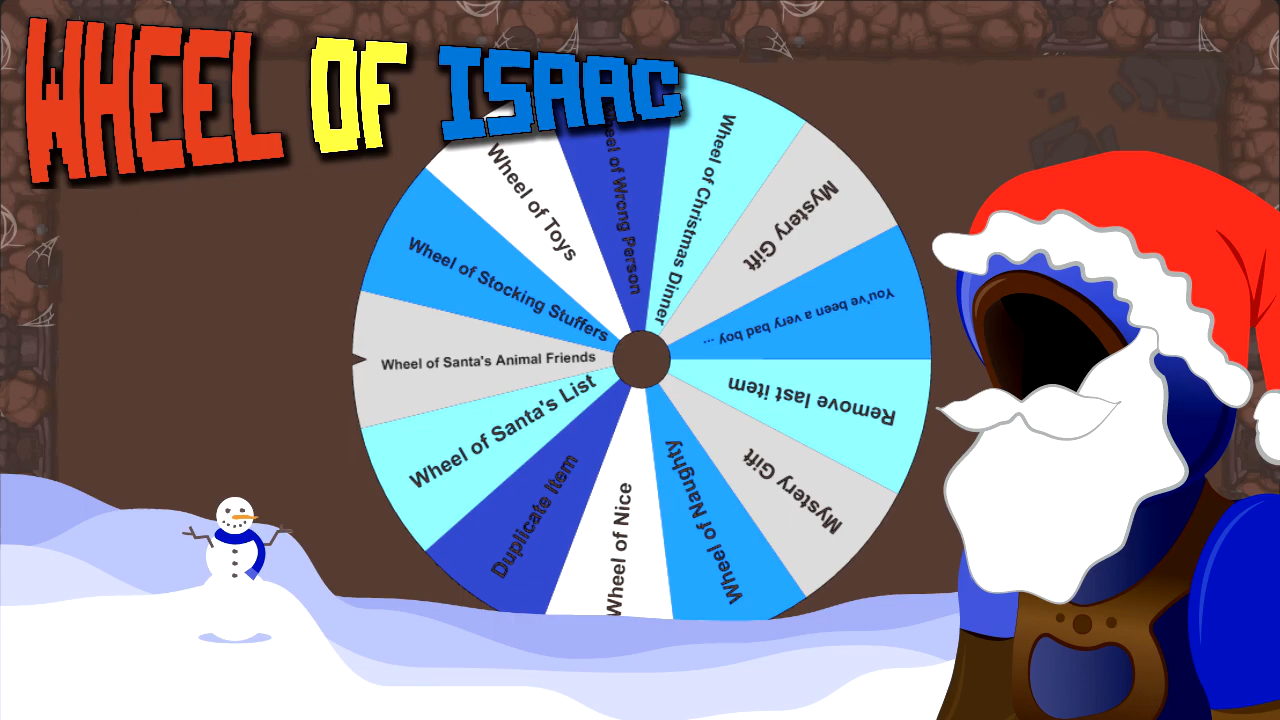 WHEEL OF ISAAC
Wheel of Wrong Person
Wheel of Christmas Dinner
Mystery Gift
You've been a very bad boy ...
Remove last item
Mystery Gift
Wheel of Naughty
Wheel of Nice
Duplicate Item
Wheel of Santa's List
Wheel of Santa's Animal Friends
Wheel of Stocking Stuffers
Wheel of Toys